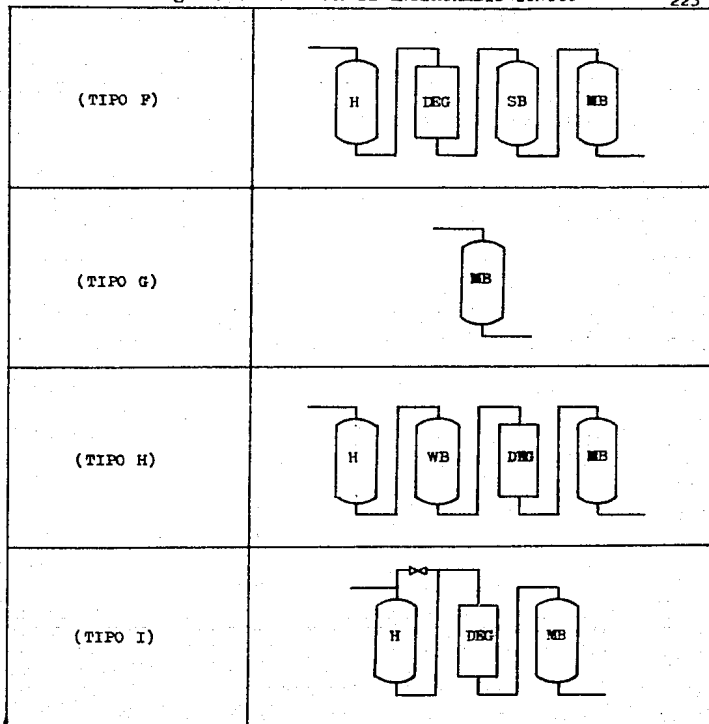 225
(TIPO F)
H DEG SB MB
(TIPO G)
MB
(TIPO H)
H WB DEG MB
(TIPO I)
H DEG MB